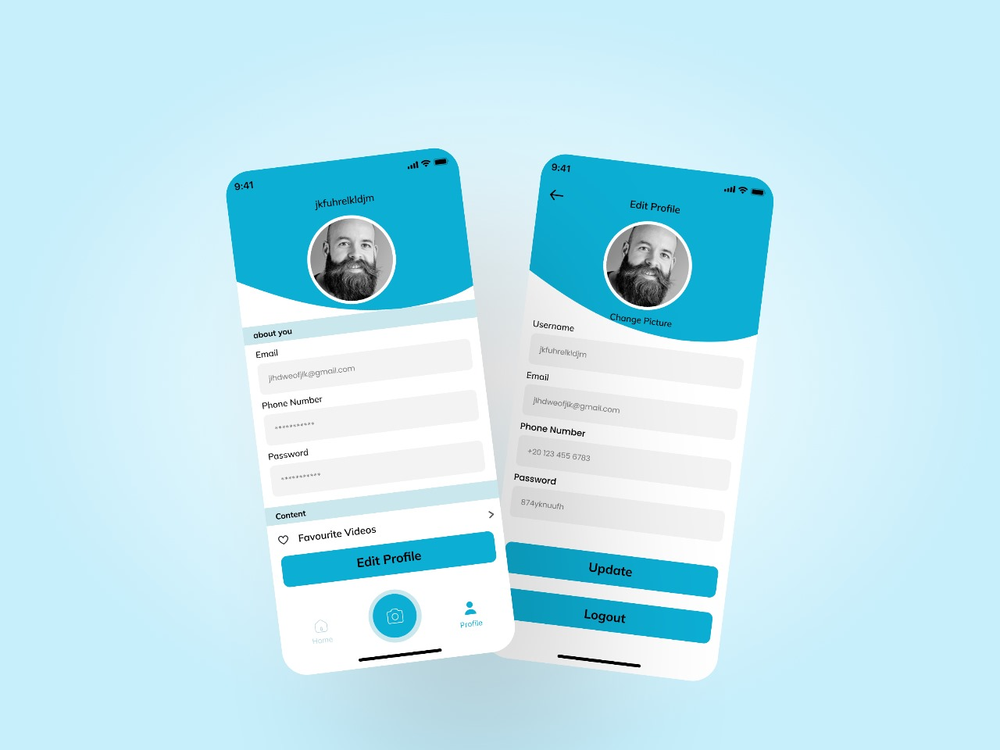 9:41
jkfuhrelkldjm
about you
Email
jihdweofjlk@gmail.com
Phone Number
***********
Password
***********
Content
Favourite Videos
Edit Profile
Home
Profile
9:41
Edit Profile
Change Picture
Username
jkfuhrelkldjm
Email
jihdweofjlk@gmail.com
Phone Number
+20 123 455 6783
Password
874yknuufh
Update
Logout